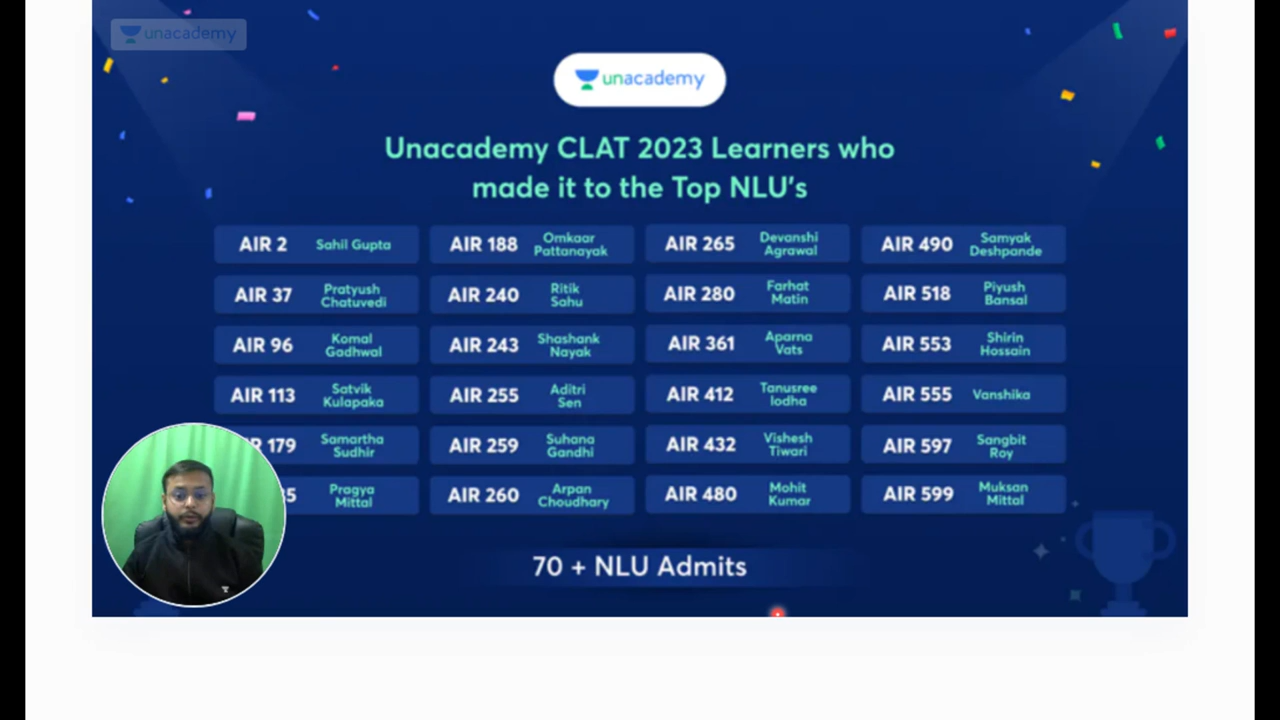 unacademy
unacademy
Unacademy CLAT 2023 Learners who
made it to the Top NLU's
AIR 2 Sahil Gupta
AIR 188 Omkaar
Pattanayak
AIR 265 Devanshi
Agrawal
AIR 490 Samyak
Deshpande
AIR 37 Pratyush
Chatuvedi
AIR 240 Ritik
Sahu
AIR 280 Farhat
Matin
AIR 518 Piyush
Bansal
AIR 96 Komal
Gadhwal
AIR 243 Shashank
Nayak
AIR 361 Aparna
Vats
AIR 553 Shirin
Hossain
AIR 113 Satvik
Kulapaka
AIR 255 Aditri
Sen
AIR 412 Tanusree
Iodha
AIR 555 Vanshika
179 Samartha
Sudhir
AIR 259 Suhana
Gandhi
AIR 432 Vishesh
Tiwari
AIR 597 Sangbit
Roy
Pragya
Mittal
AIR 260 Arpan
Choudhary
AIR 480 Mohit
Kumar
AIR 599 Muksan
Mittal
70 + NLU Admits